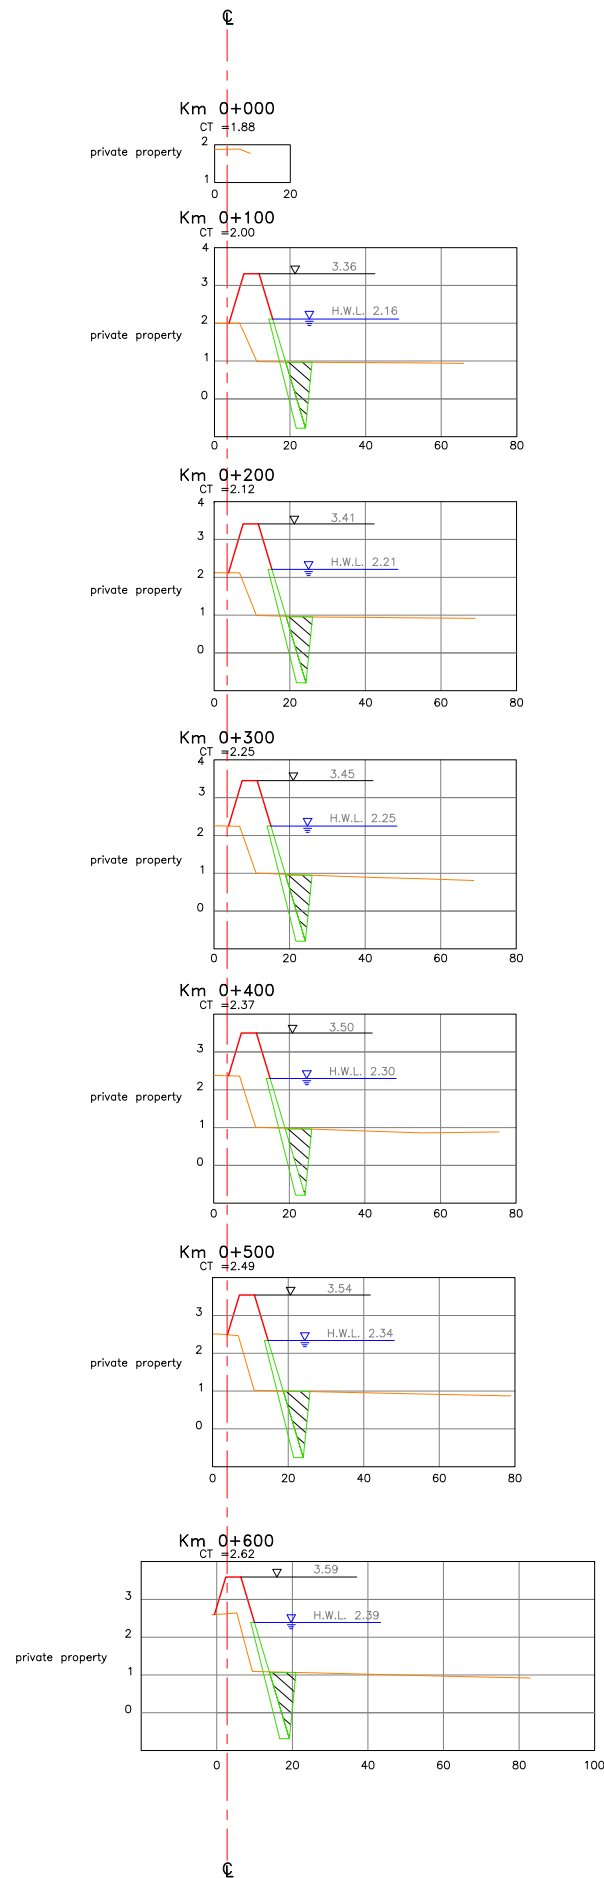 ℄
Km 0+000
CT =1.88
private property
2
1
0 20
Km 0+100
CT =2.00
4
3.36
3
H.W.L. 2.16
2
private property
1
0
0 20 40 60 80
Km 0+200
CT =2.12
4
3.41
3
H.W.L. 2.21
2
private property
1
0
0 20 40 60 80
Km 0+300
CT =2.25
4
3.45
3
H.W.L. 2.25
2
private property
1
0
0 20 40 60 80
Km 0+400
CT =2.37
3.50
3
H.W.L. 2.30
2
private property
1
0
0 20 40 60 80
Km 0+500
CT =2.49
3.54
3
H.W.L. 2.34
2
private property
1
0
0 20 40 60 80
Km 0+600
CT =2.62
3.59
3
H.W.L. 2.39
2
private property
1
0
0 20 40 60 80 100
℄